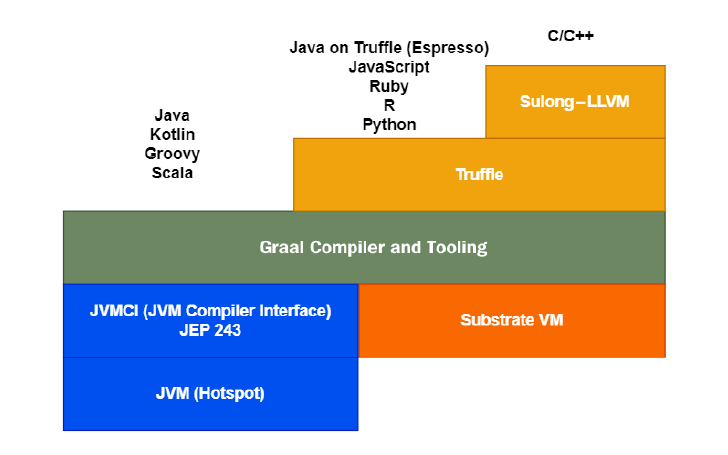 C/C++
Java on Truffle (Espresso)
JavaScript
Ruby
R
Python
Sulong–LLVM
Java
Kotlin
Groovy
Scala
Truffle
Graal Compiler and Tooling
JVMCI (JVM Compiler Interface)
JEP 243
Substrate VM
JVM (Hotspot)